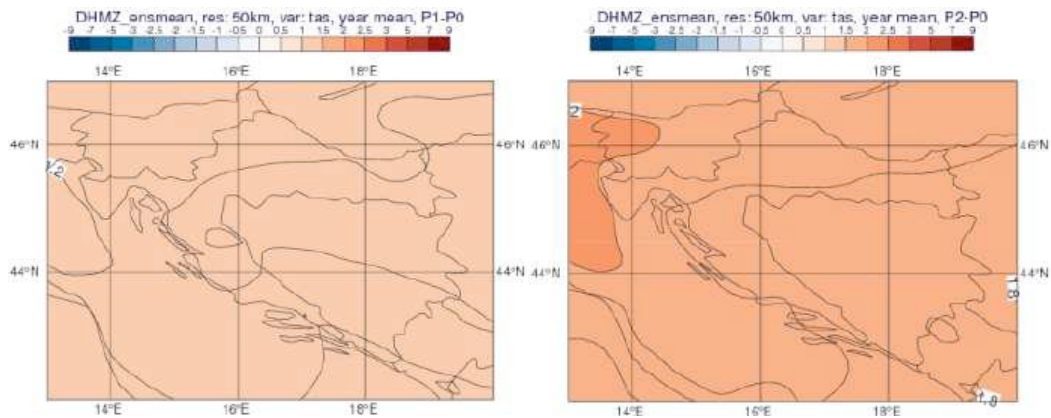 DHMZ_ensmean, res: 50km, var: tas, year mean, P1-P0
-9 -7 -5 -3 -2.5 -2 -1.5 -1 -0.5 0 0.5 1 1.5 2 2.5 3 5 7 9
14°E 16°E 18°E
46°N 46°N
1.2
44°N 44°N
14°E 16°E 18°E
DHMZ_ensmean, res: 50km, var: tas, year mean, P2-P0
-9 -7 -5 -3 -2.5 -2 -1.5 -1 -0.5 0 0.5 1 1.5 2 2.5 3 5 7 9
14°E 16°E 18°E
2
46°N 46°N
44°N 44°N
1.8
1.8
14°E 16°E 18°E